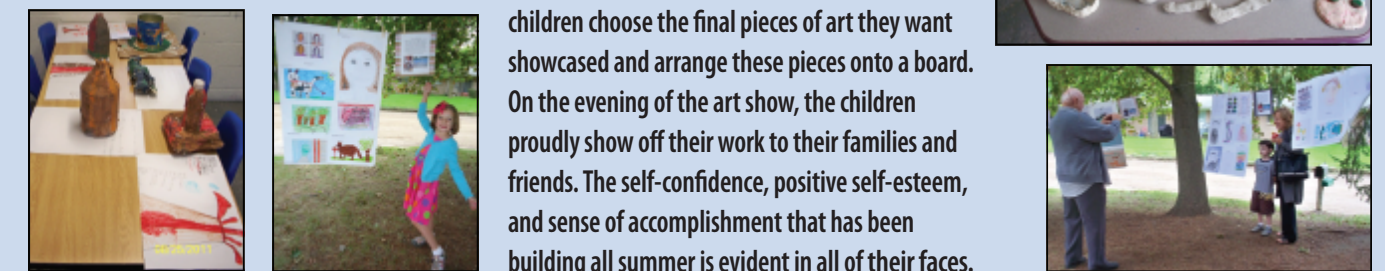 children choose the final pieces of art they want
showcased and arrange these pieces onto a board.
On the evening of the art show, the children
proudly show off their work to their families and
friends. The self-confidence, positive self-esteem,
and sense of accomplishment that has been
building all summer is evident in all of their faces.